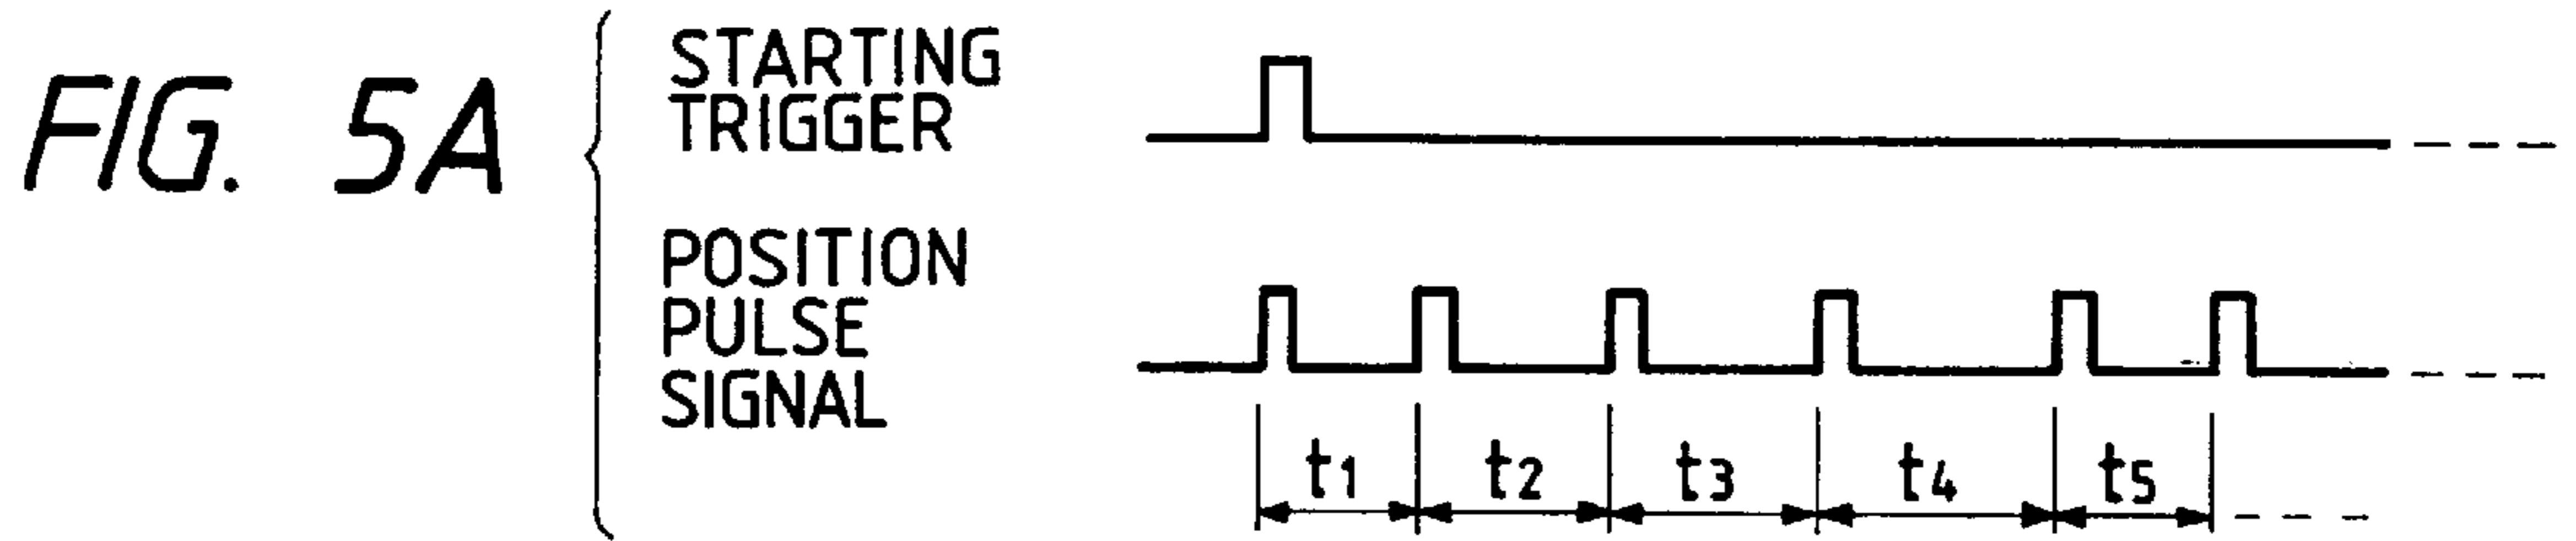 FIG. 5A
STARTING
TRIGGER
POSITION
PULSE
SIGNAL
t1 t2 t3 t4 t5